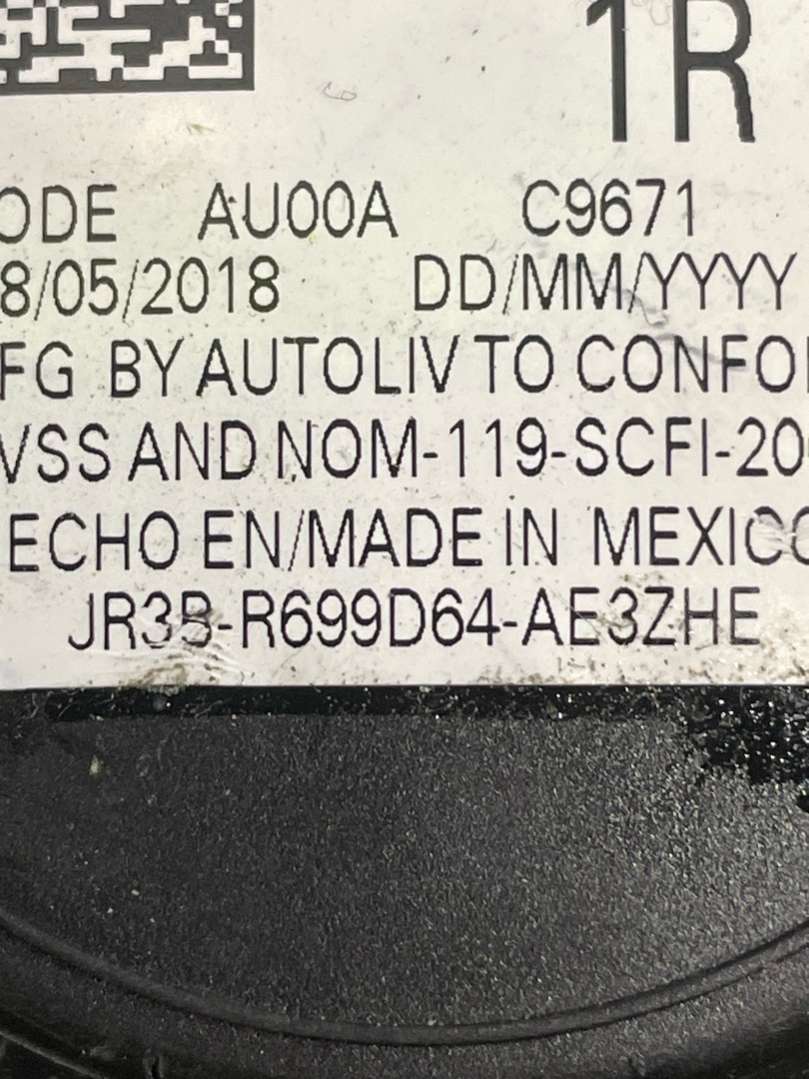 1R
ODE AU00A C9671
8/05/2018 DD/MM/YYYY
FG BY AUTOLIV TO CONFOR
VSS AND NOM-119-SCFI-20
ECHO EN/MADE IN MEXICO
JR3B-R699D64-AE3ZHE